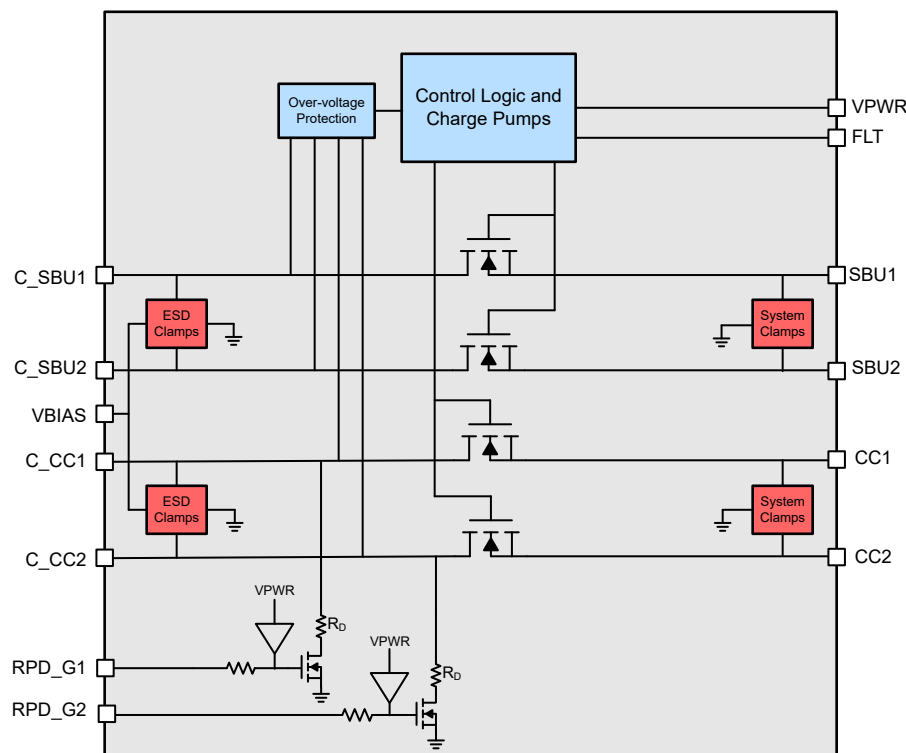 Over-voltage
Protection
Control Logic and
Charge Pumps
VPWR
FLT
C_SBU1
SBU1
ESD
Clamps
System
Clamps
C_SBU2
SBU2
VBIAS
C_CC1
CC1
ESD
Clamps
System
Clamps
C_CC2
CC2
VPWR
RD
VPWR
RPD_G1
RD
RPD_G2